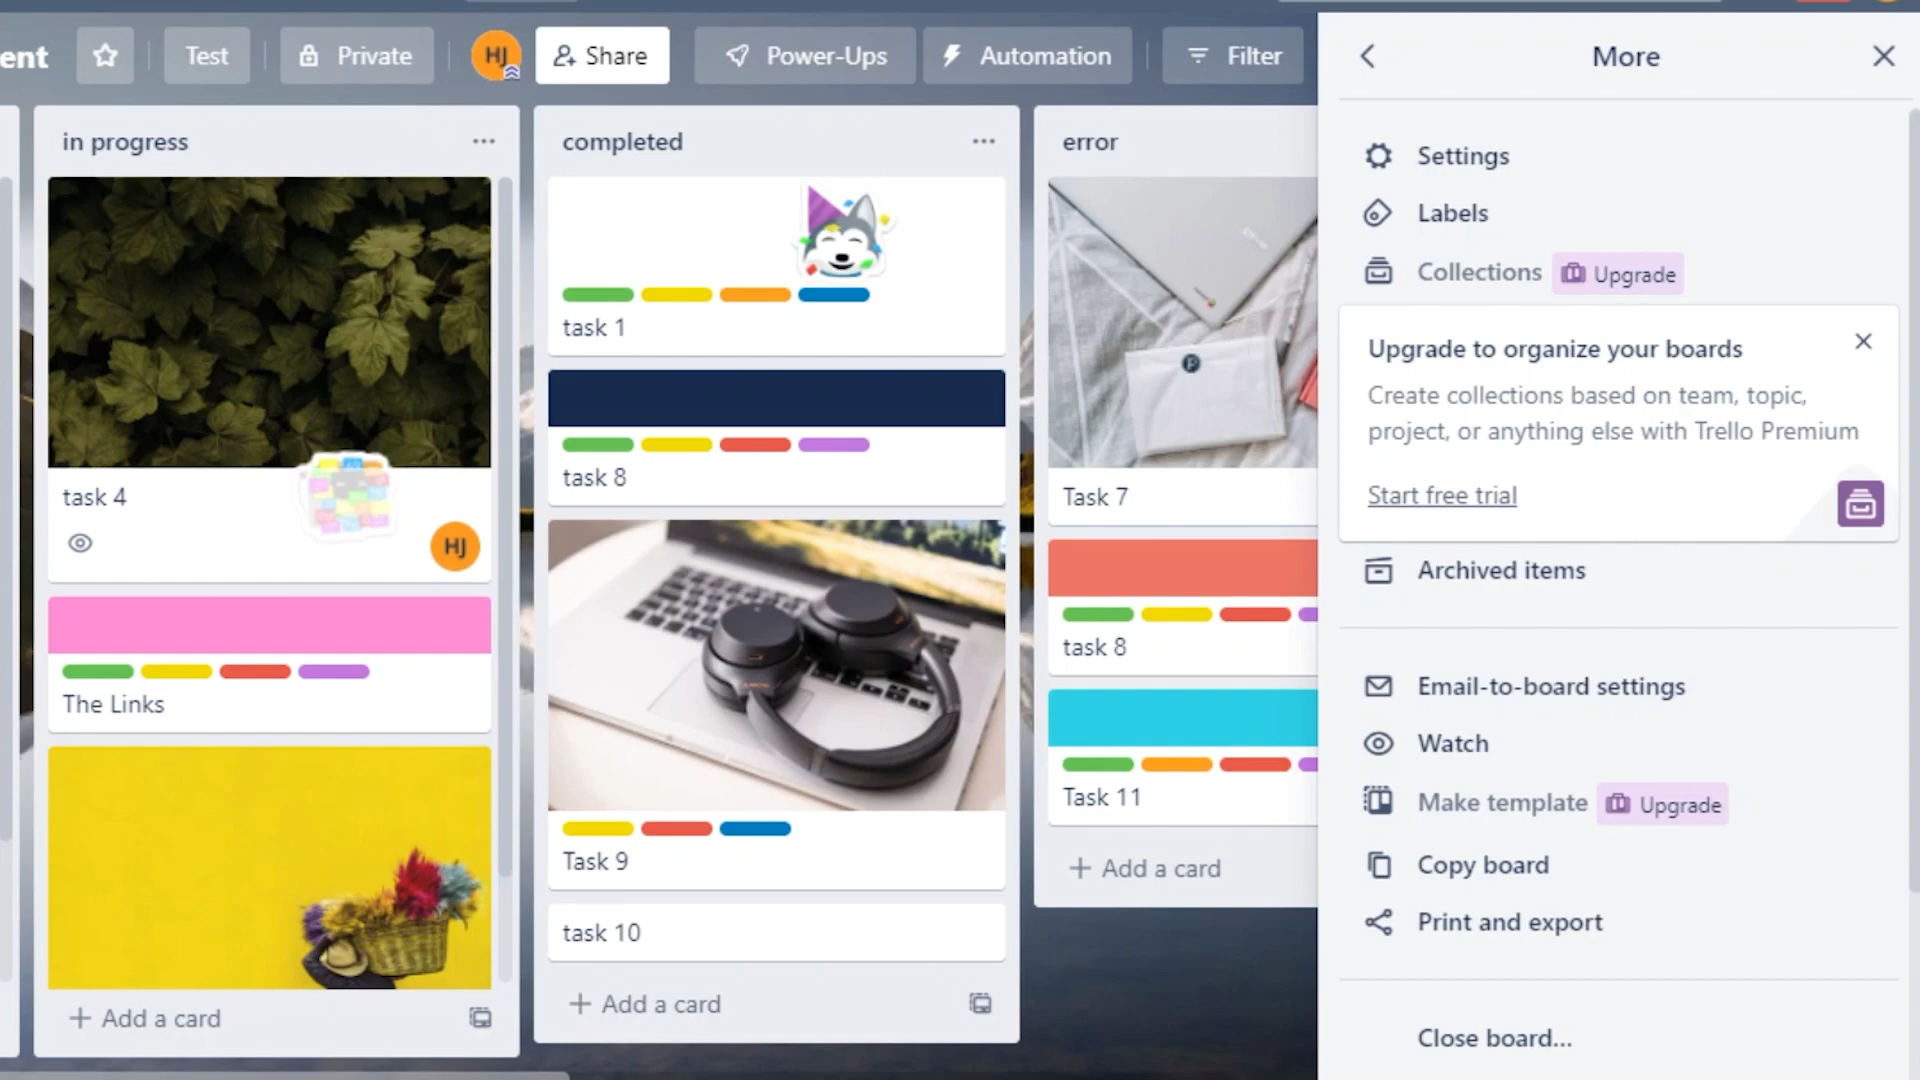 ent
Test
Private
HJ
Share
Power-Ups
Automation
Filter
in progress
task 4
HJ
The Links
Add a card
completed
task 1
task 8
Task 9
task 10
Add a card
error
Task 7
task 8
Task 11
Add a card
More
Settings
Labels
Collections Upgrade
Upgrade to organize your boards
Create collections based on team, topic,
project, or anything else with Trello Premium
Start free trial
Archived items
Email-to-board settings
Watch
Make template Upgrade
Copy board
Print and export
Close board...